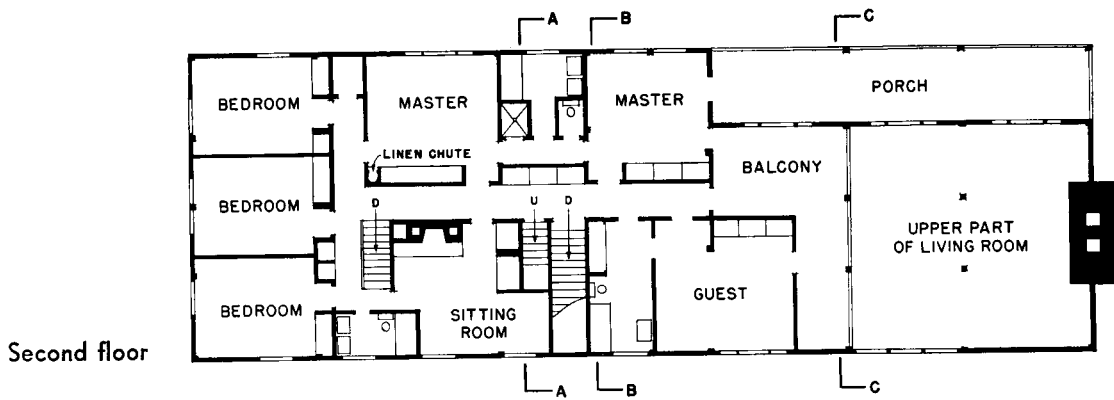 A
B
C
BEDROOM
MASTER
MASTER
PORCH
LINEN CHUTE
BALCONY
BEDROOM
D
U
D
UPPER PART
OF LIVING ROOM
BEDROOM
SITTING
ROOM
GUEST
Second floor
A
B
C